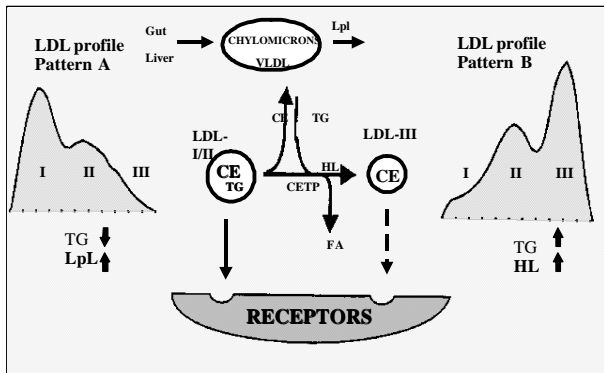 LDL profile
Pattern A
Gut
Liver
CHYLOMICRONS
VLDL
Lpl
LDL profile
Pattern B
I
II
III
LDL-
I/II
CE
TG
CE
TG
HL
CETP
FA
LDL-III
CE
I
II
III
TG
LpL
TG
HL
RECEPTORS